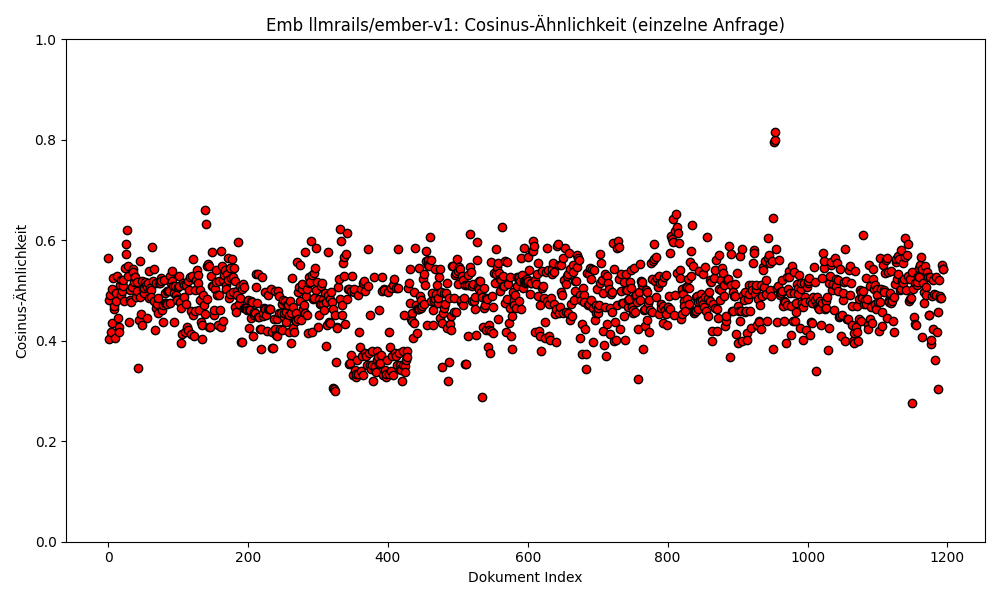 Emb llmrails/ember-v1: Cosinus-Ähnlichkeit (einzelne Anfrage)
1.0
0.8
0.6
0.4
0.2
0.0
Cosinus-Ähnlichkeit
0 200 400 600 800 1000 1200
Dokument Index